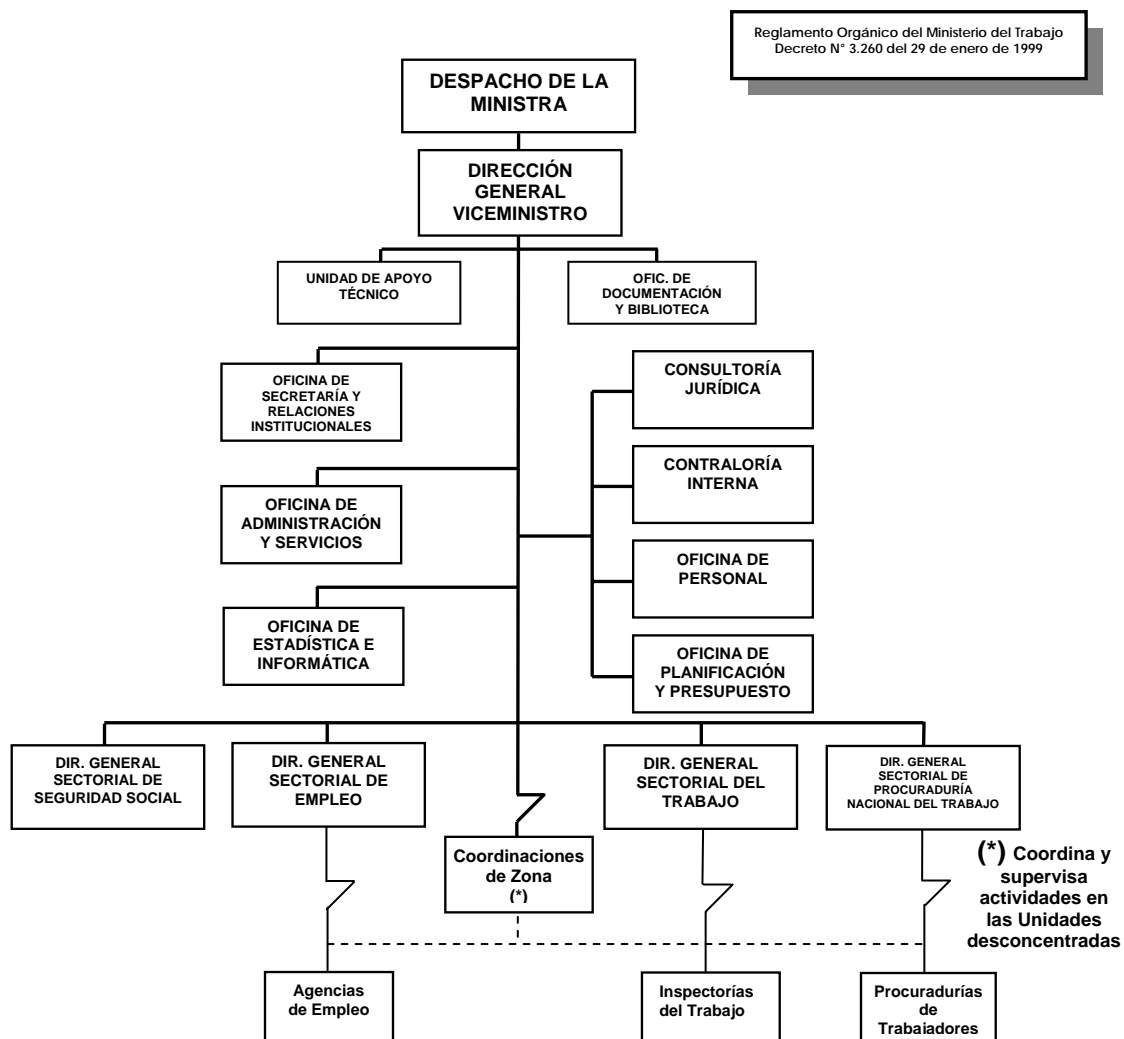 Reglamento Orgánico del Ministerio del Trabajo
Decreto N° 3.260 del 29 de enero de 1999
DESPACHO DE LA
MINISTRA
DIRECCIÓN
GENERAL
VICEMINISTRO
UNIDAD DE APOYO
TÉCNICO
OFIC. DE
DOCUMENTACIÓN
Y BIBLIOTECA
OFICINA DE
SECRETARÍA Y
RELACIONES
INSTITUCIONALES
CONSULTORÍA
JURÍDICA
CONTRALORÍA
INTERNA
OFICINA DE
ADMINISTRACIÓN
Y SERVICIOS
OFICINA DE
PERSONAL
OFICINA DE
ESTADÍSTICA E
INFORMÁTICA
OFICINA DE
PLANIFICACIÓN
Y PRESUPUESTO
DIR. GENERAL
SECTORIAL DE
SEGURIDAD SOCIAL
DIR. GENERAL
SECTORIAL DE
EMPLEO
DIR. GENERAL
SECTORIAL DEL
TRABAJO
DIR. GENERAL
SECTORIAL DE
PROCURADURÍA
NACIONAL DEL TRABAJO
Coordinaciones
de Zona
(*)
(*) Coordina y
supervisa
actividades en
las Unidades
desconcentradas
Agencias
de Empleo
Inspectorías
del Trabajo
Procuradurías
de
Trabajadores